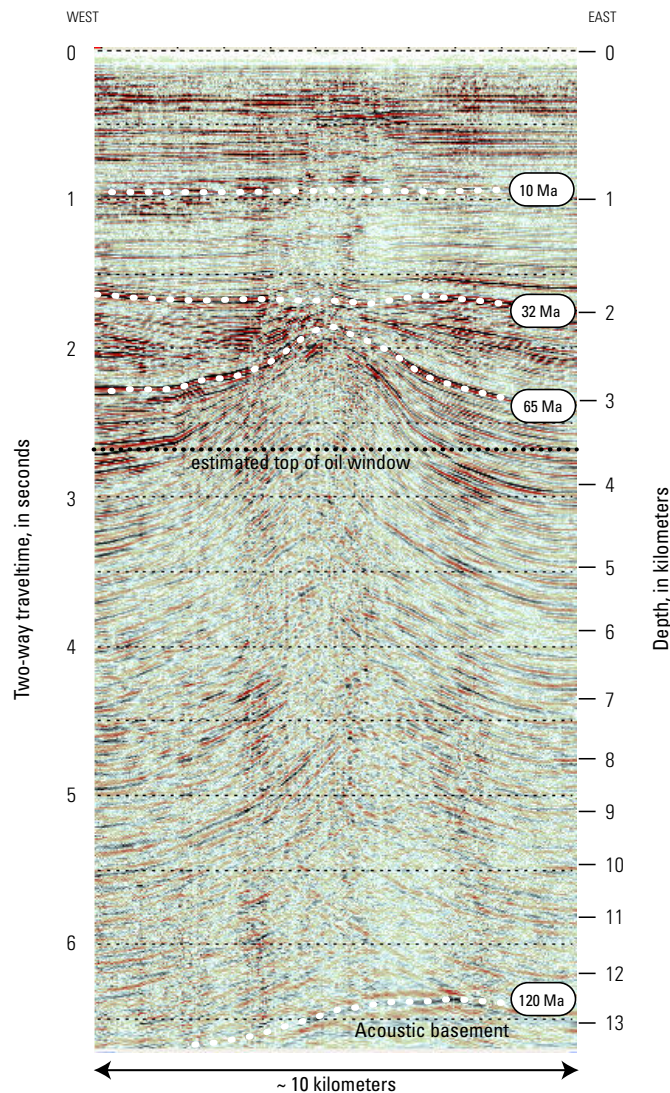 WEST
EAST
0
0
10 Ma
1
1
32 Ma
2
2
65 Ma
3
estimated top of oil window
4
3
5
6
4
7
8
5
9
10
11
6
12
120 Ma
13
Acoustic basement
~ 10 kilometers
Two-way traveltime, in seconds
Depth, in kilometers